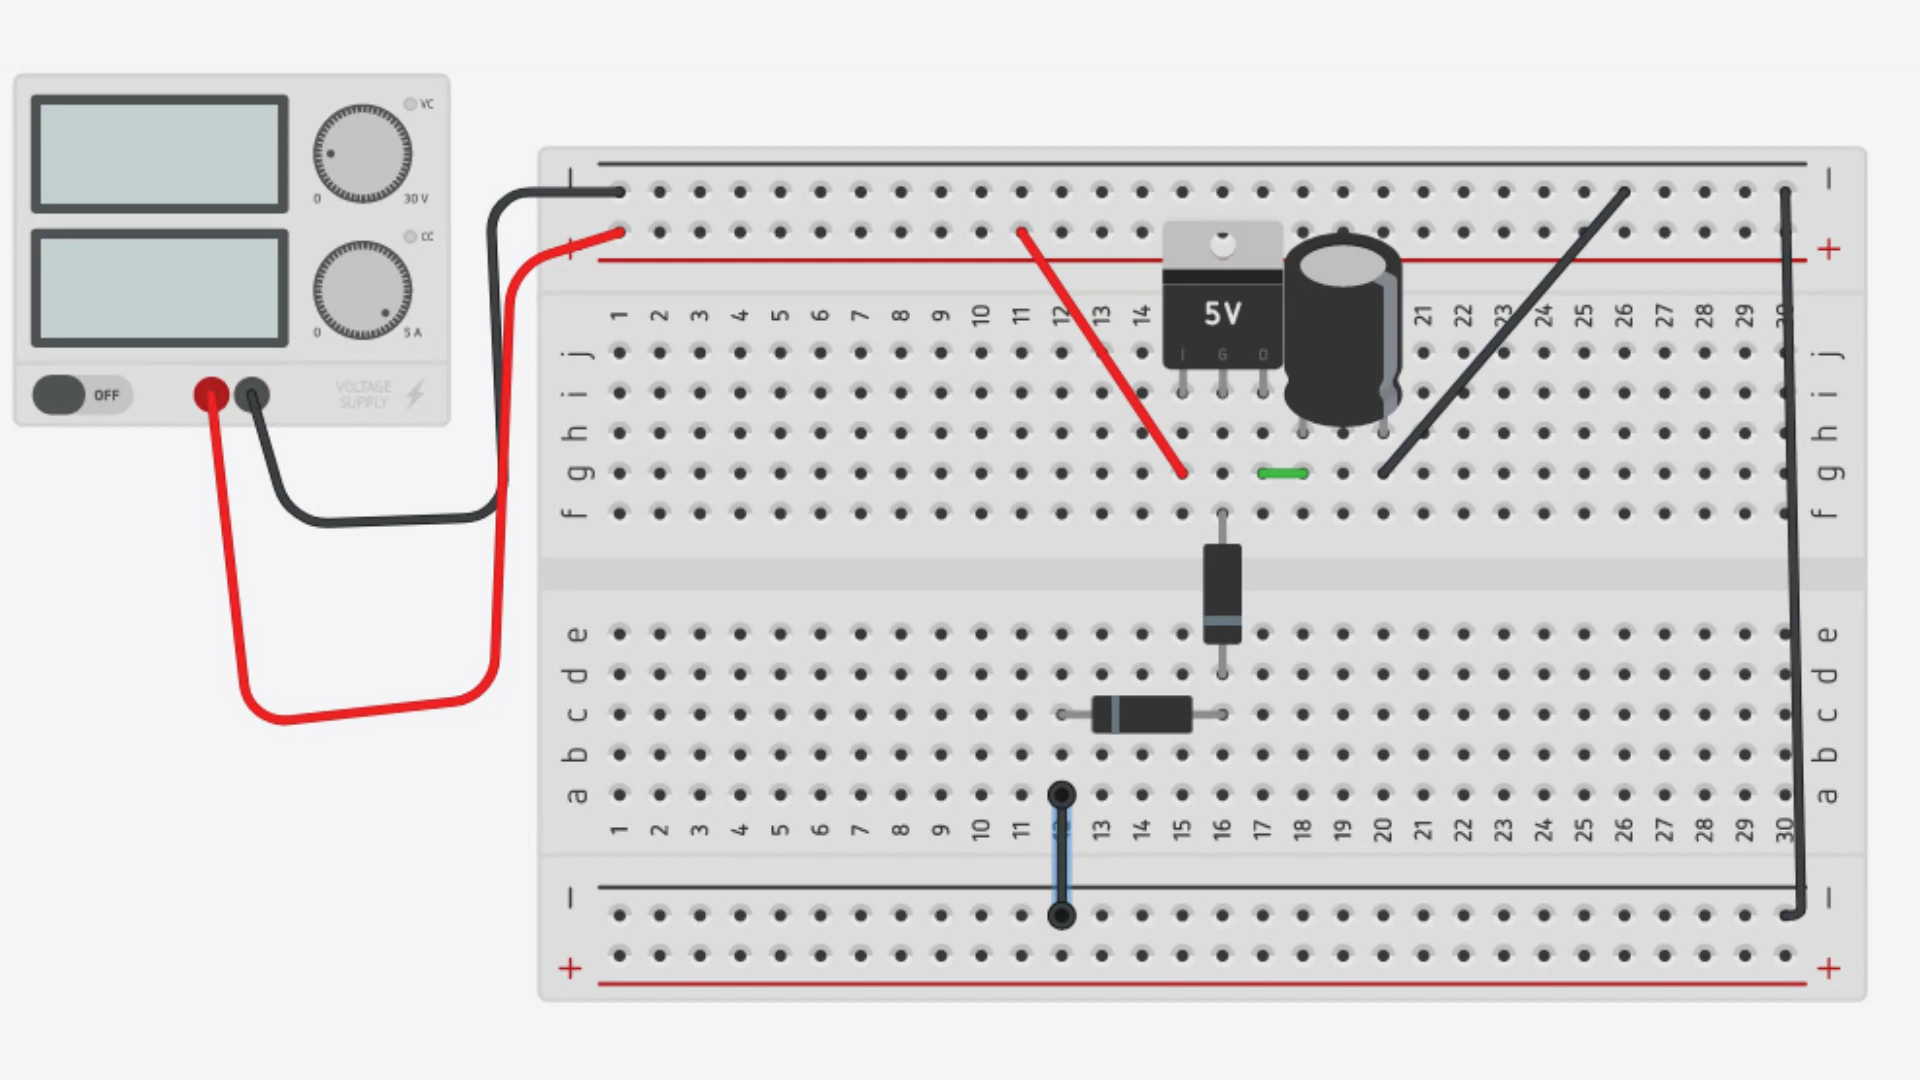 VC
0 30 V
CC
0 5 A
OFF
VOLTAGE
SUPPLY
− −
+ +
1 2 3 4 5 6 7 8 9 10 11 12 13 14 21 22 23 24 25 26 27 28 29 30
5V
I G O
j j
i i
h h
g g
f f
e e
d d
c c
b b
a a
1 2 3 4 5 6 7 8 9 10 11 12 13 14 15 16 17 18 19 20 21 22 23 24 25 26 27 28 29 30
− −
+ +